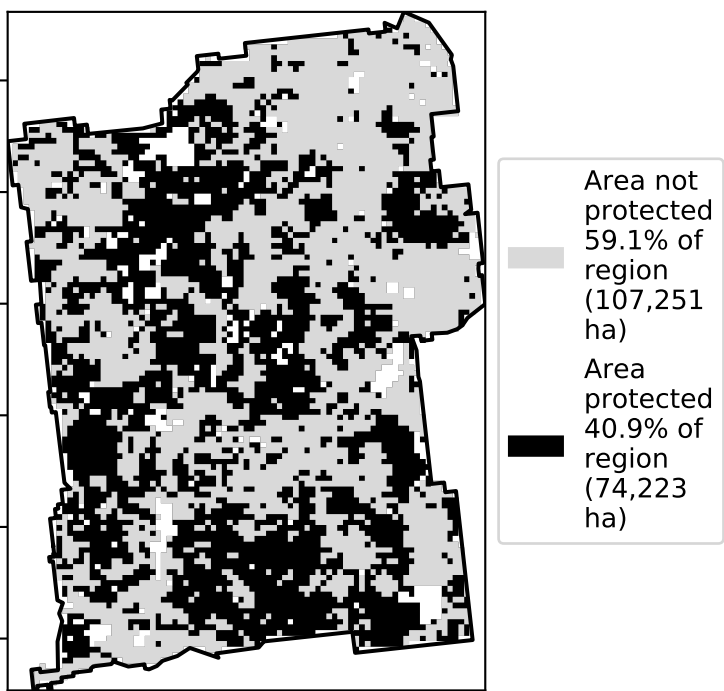 Area not
protected
59.1% of
region
(107,251
ha)
Area
protected
40.9% of
region
(74,223
ha)